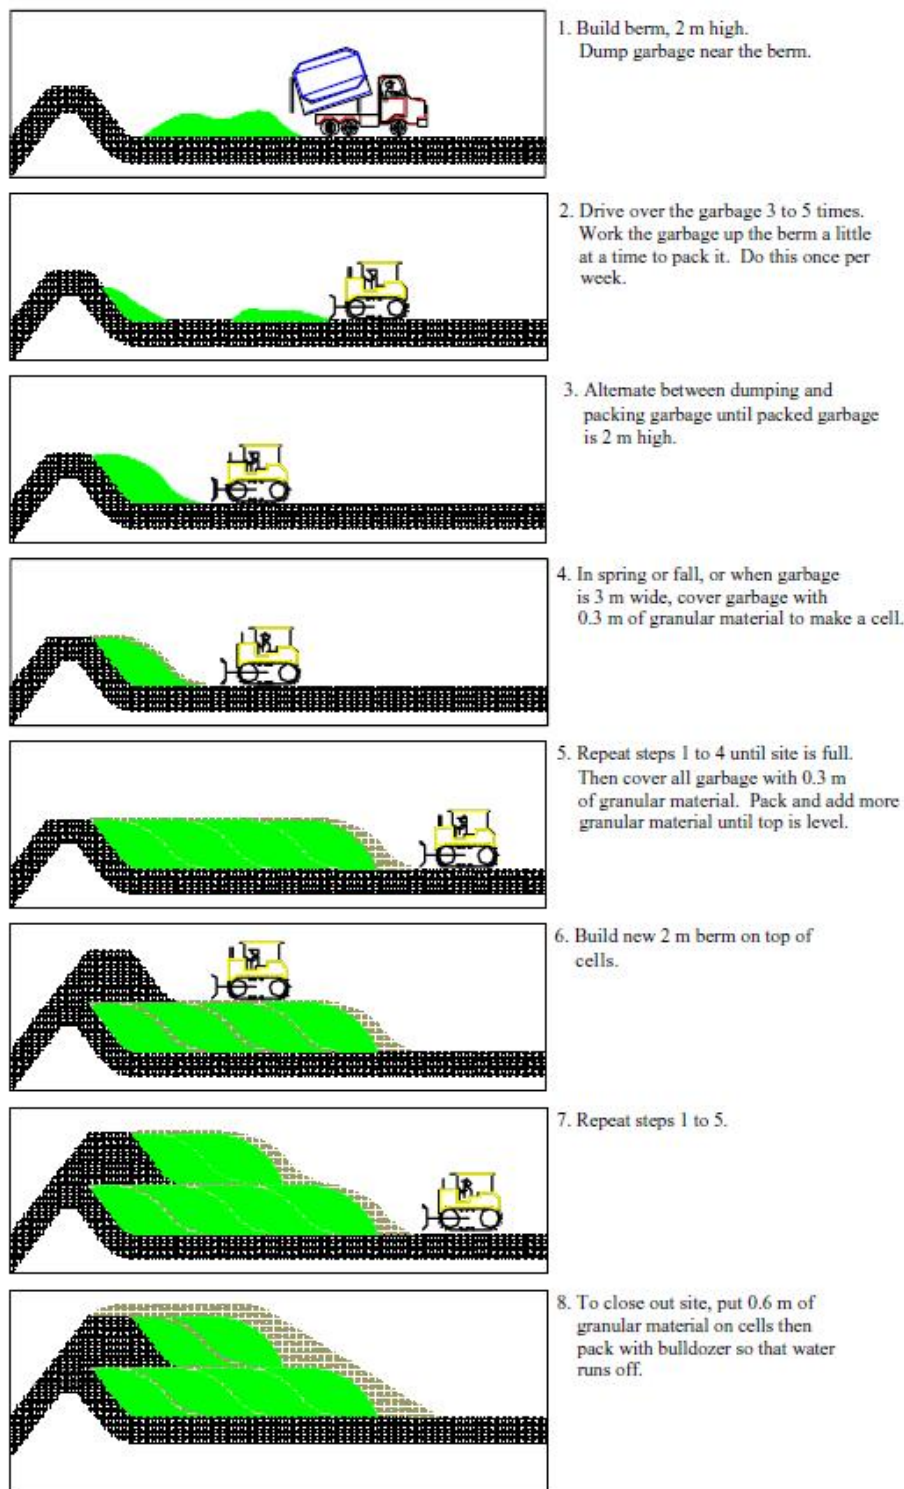 1. Build berm, 2 m high.
Dump garbage near the berm.
2. Drive over the garbage 3 to 5 times.
Work the garbage up the berm a little
at a time to pack it. Do this once per
week.
3. Alternate between dumping and
packing garbage until packed garbage
is 2 m high.
4. In spring or fall, or when garbage
is 3 m wide, cover garbage with
0.3 m of granular material to make a cell.
5. Repeat steps 1 to 4 until site is full.
Then cover all garbage with 0.3 m
of granular material. Pack and add more
granular material until top is level.
6. Build new 2 m berm on top of
cells.
7. Repeat steps 1 to 5.
8. To close out site, put 0.6 m of
granular material on cells then
pack with bulldozer so that water
runs off.